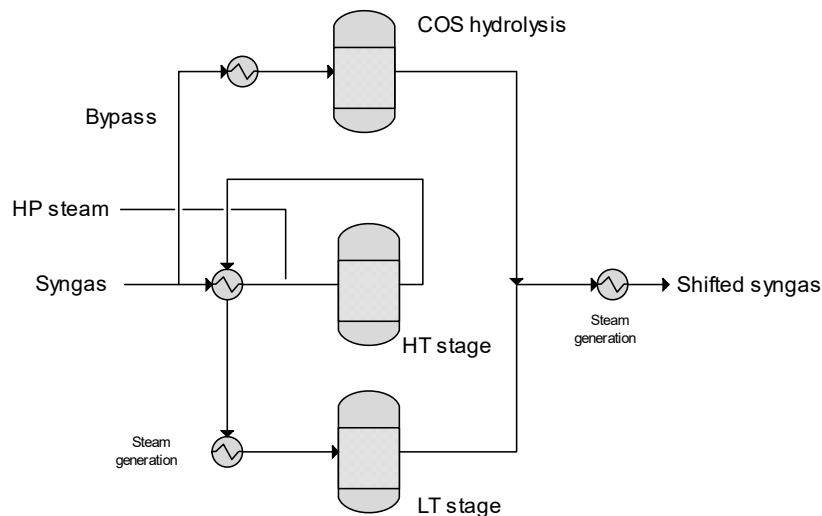 COS hydrolysis
Bypass
HP steam
Syngas
Shifted syngas
Steam
generation
HT stage
Steam
generation
LT stage